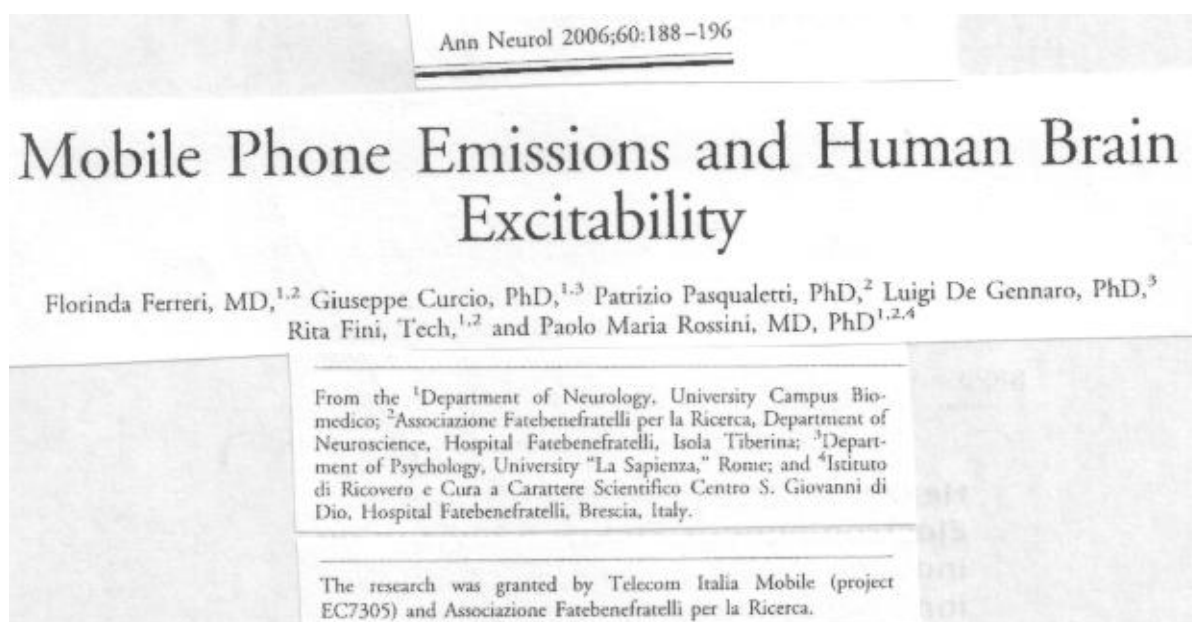 Ann Neurol 2006;60:188–196
Mobile Phone Emissions and Human Brain
Excitability
Florinda Ferreri, MD,1,2 Giuseppe Curcio, PhD,1,3 Patrizio Pasqualetti, PhD,2 Luigi De Gennaro, PhD,3
Rita Fini, Tech,1,2 and Paolo Maria Rossini, MD, PhD1,2,4
From the 1Department of Neurology, University Campus Bio-
medico; 2Associazione Fatebenefratelli per la Ricerca, Department of
Neuroscience, Hospital Fatebenefratelli, Isola Tiberina; 3Depart-
ment of Psychology, University “La Sapienza,” Rome; and 4Istituto
di Ricovero e Cura a Carattere Scientifico Centro S. Giovanni di
Dio, Hospital Fatebenefratelli, Brescia, Italy.
The research was granted by Telecom Italia Mobile (project
EC7305) and Associazione Fatebenefratelli per la Ricerca.